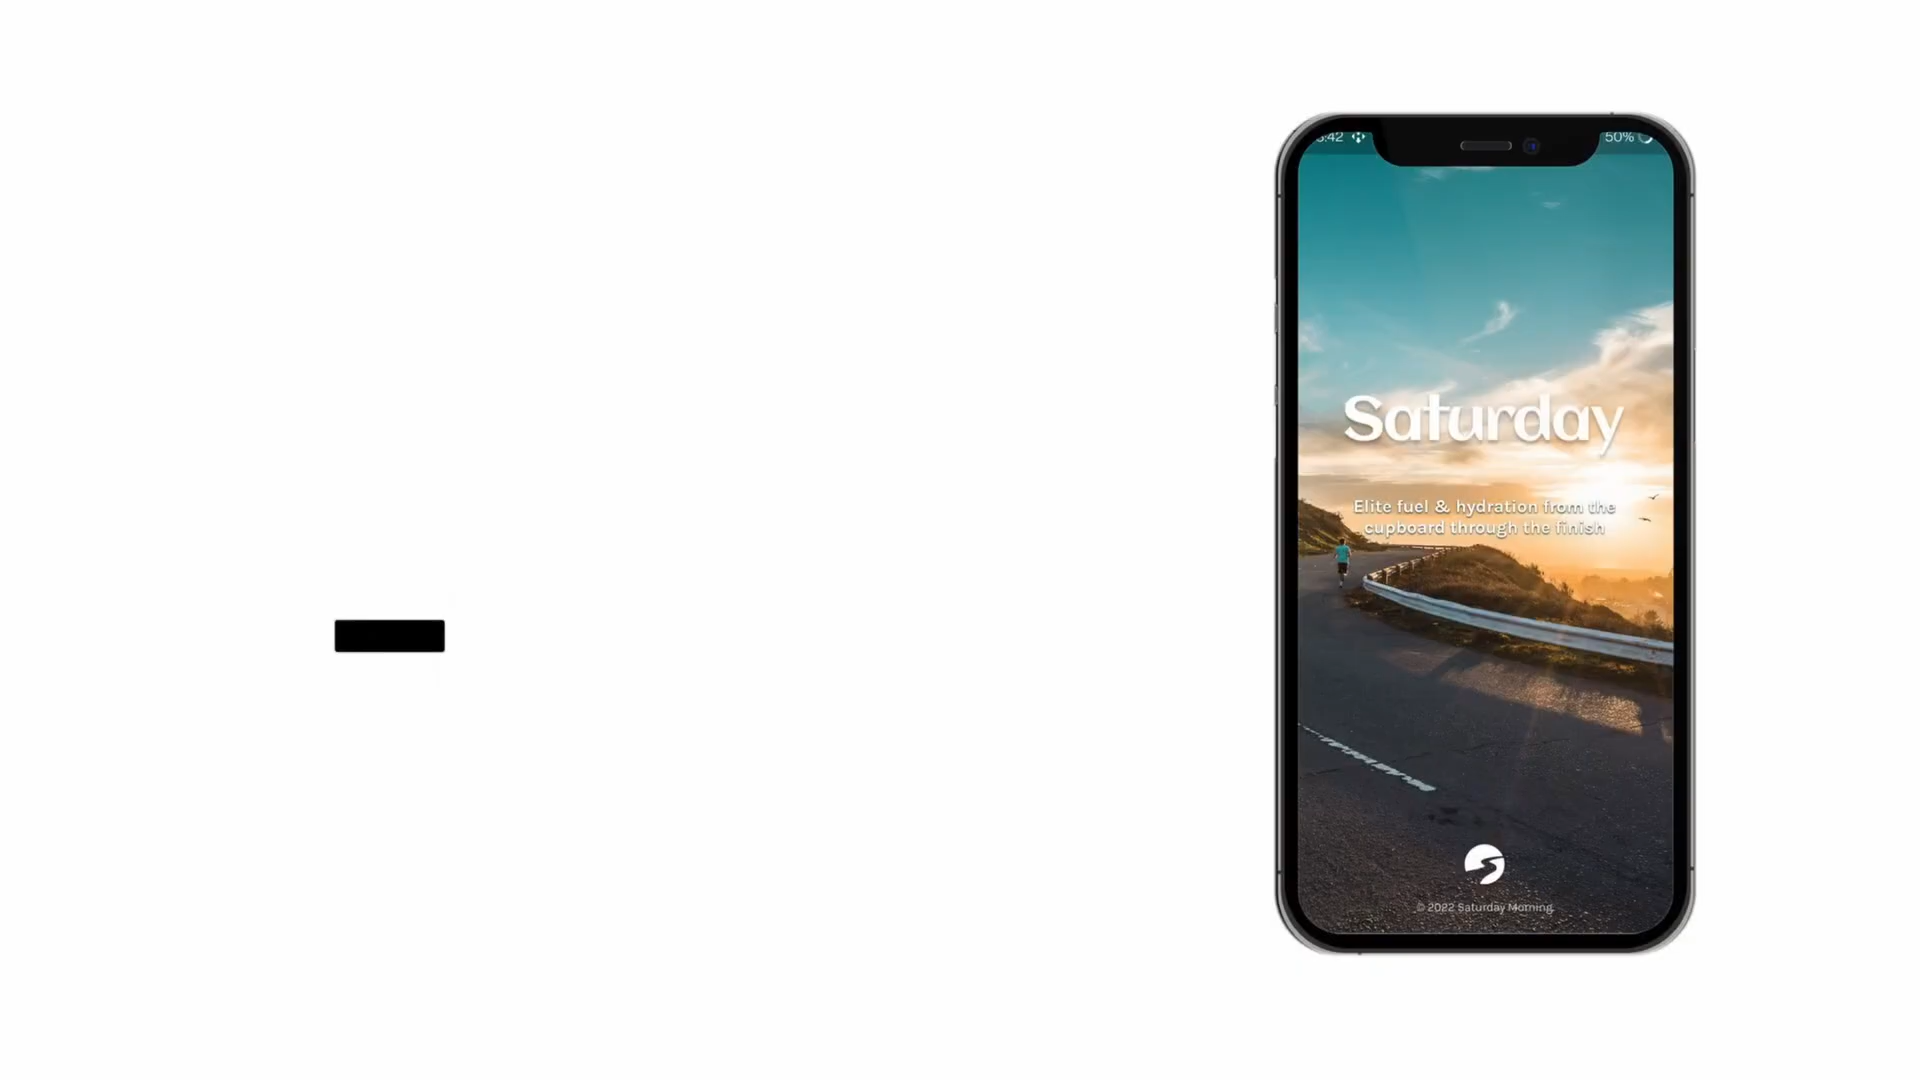 50%
Saturday
Elite fuel & hydration from the
cupboard through the finish
© 2022 Saturday Morning